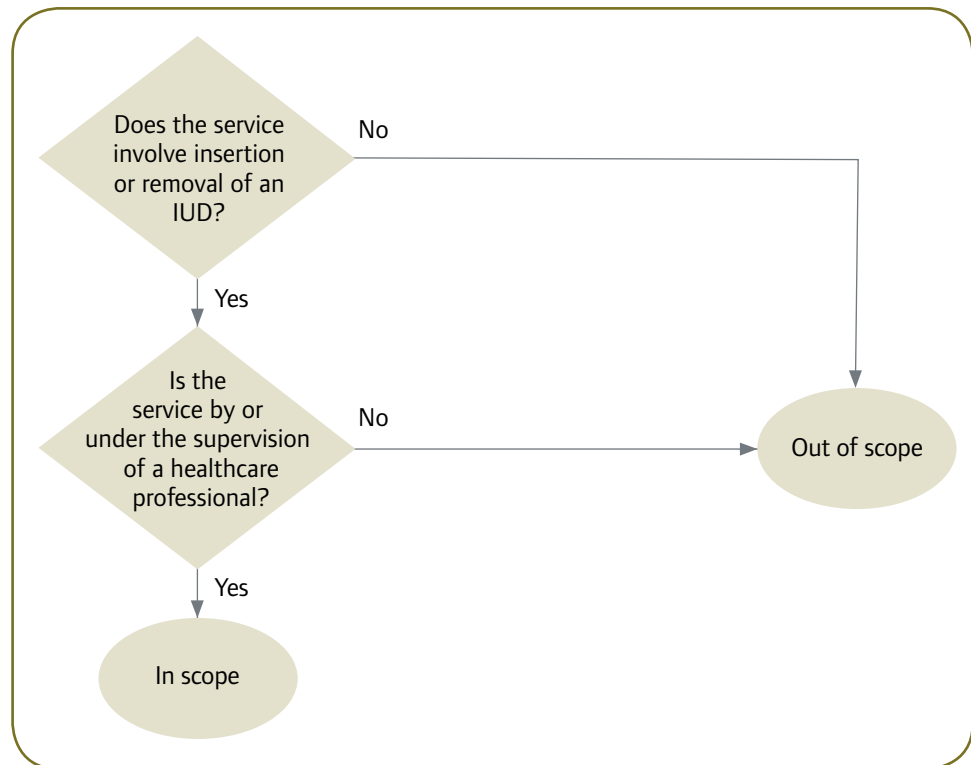 Does the service
involve insertion
or removal of an
IUD?
No
Yes
Is the
service by or
under the supervision
of a healthcare
professional?
No
Out of scope
Yes
In scope